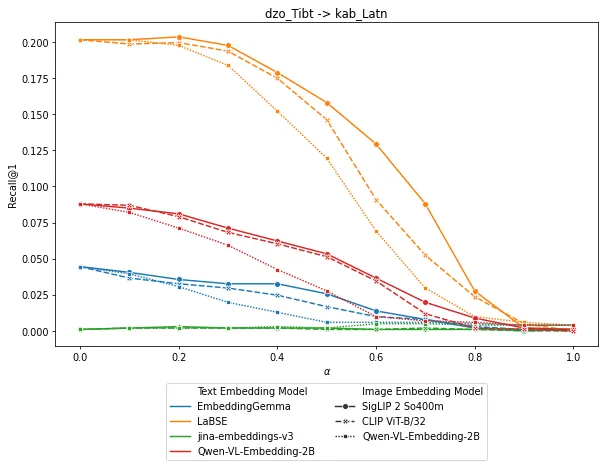 dzo_Tibt -> kab_Latn
Recall@1
0.200
0.175
0.150
0.125
0.100
0.075
0.050
0.025
0.000
0.0 0.2 0.4 0.6 0.8 1.0
α
Text Embedding Model Image Embedding Model
EmbeddingGemma SigLIP 2 So400m
LaBSE CLIP ViT-B/32
jina-embeddings-v3 Qwen-VL-Embedding-2B
Qwen-VL-Embedding-2B